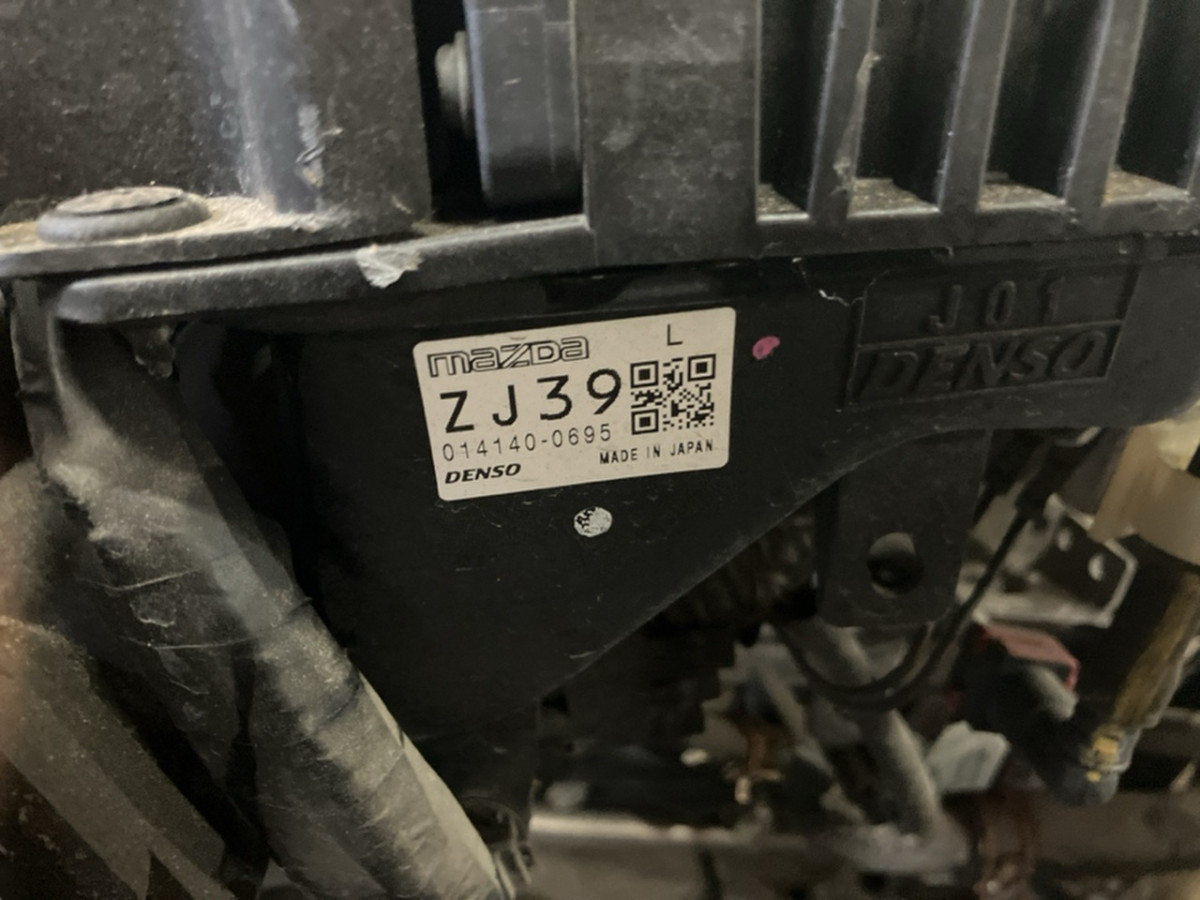 mazda
L
ZJ39
014140-0695
DENSO
MADE IN JAPAN
J01
DENSO